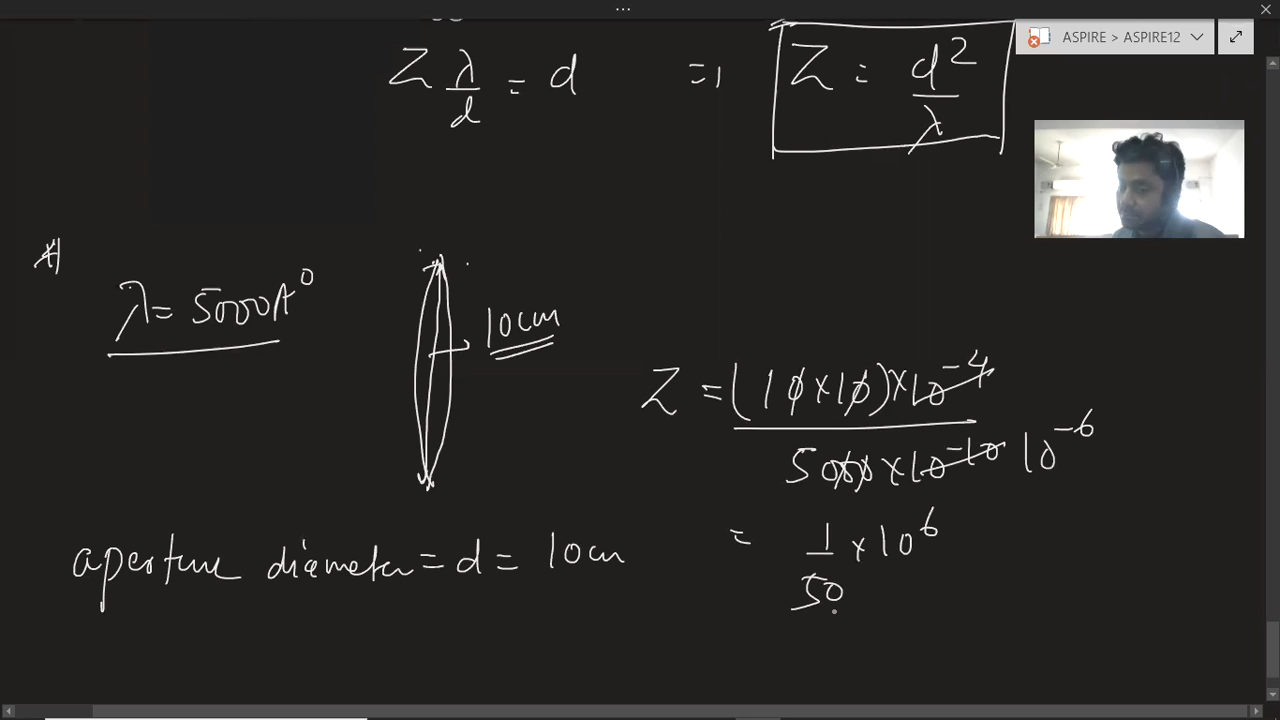 ...
ASPIRE > ASPIRE12
Z λ/d = d ⇒ Z = d²/λ
λ = 5000A⁰
10cm
Z = (10×10)×10⁻⁴ / 5000×10⁻¹⁰ 10⁻⁶
= 1/50 × 10⁶
aperture diameter = d = 10cm